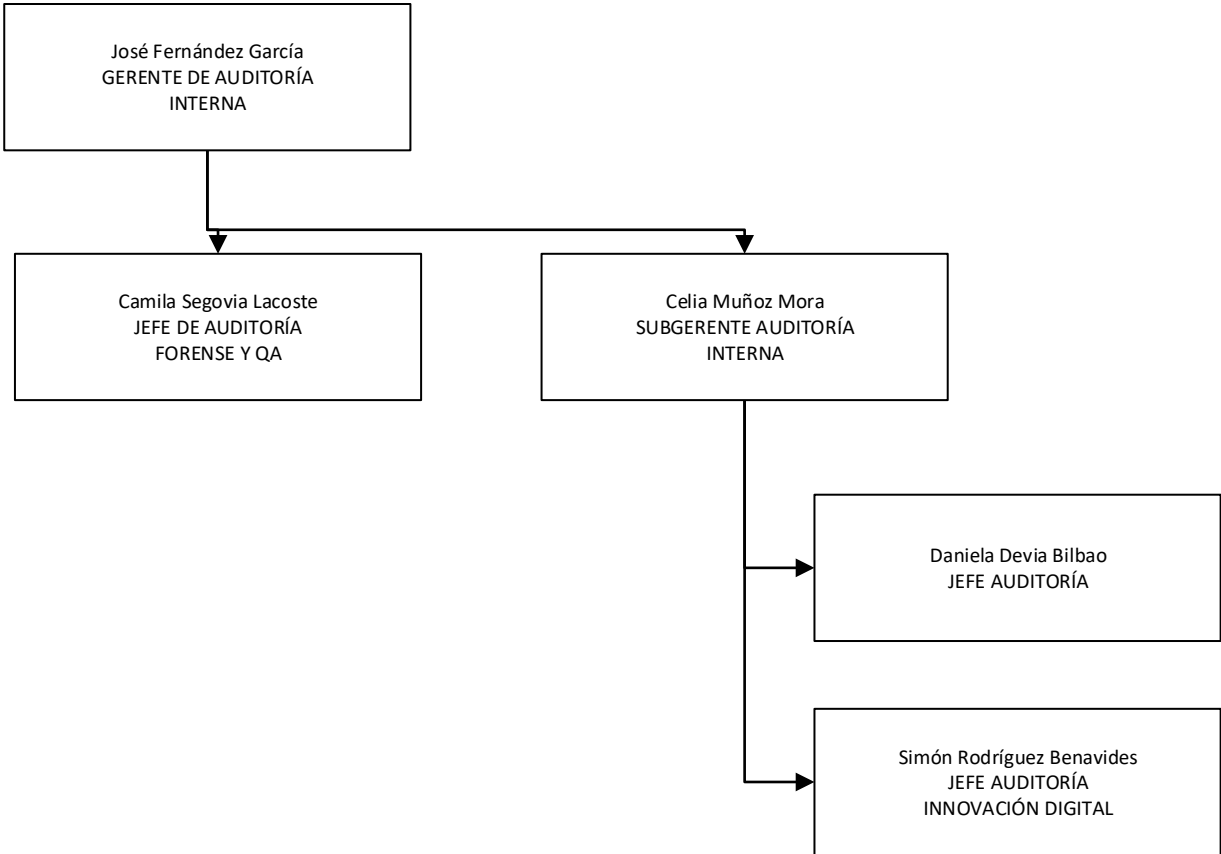 José Fernández García
GERENTE DE AUDITORÍA
INTERNA
Camila Segovia Lacoste
JEFE DE AUDITORÍA
FORENSE Y QA
Celia Muñoz Mora
SUBGERENTE AUDITORÍA
INTERNA
Daniela Devia Bilbao
JEFE AUDITORÍA
Simón Rodríguez Benavides
JEFE AUDITORÍA
INNOVACIÓN DIGITAL